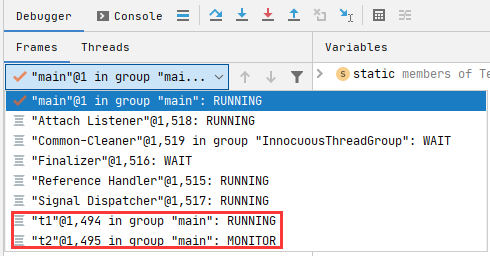 Debugger
Console
Frames
Threads
Variables
"main"@1 in group "mai...
s static members of Te
"main"@1 in group "main": RUNNING
"Attach Listener"@1,518: RUNNING
"Common-Cleaner"@1,519 in group "InnocuousThreadGroup": WAIT
"Finalizer"@1,516: WAIT
"Reference Handler"@1,515: RUNNING
"Signal Dispatcher"@1,517: RUNNING
"t1"@1,494 in group "main": RUNNING
"t2"@1,495 in group "main": MONITOR